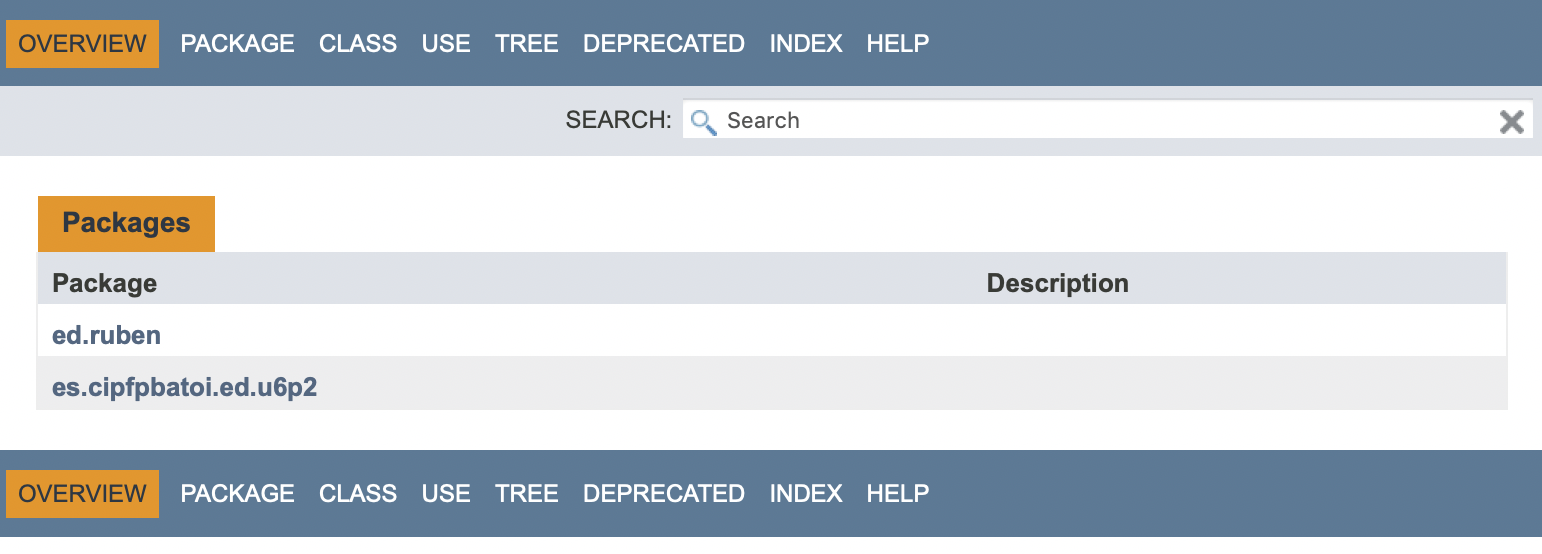 OVERVIEW PACKAGE CLASS USE TREE DEPRECATED INDEX HELP
SEARCH: Search
Packages
Package Description
ed.ruben
es.cipfpbatoi.ed.u6p2
OVERVIEW PACKAGE CLASS USE TREE DEPRECATED INDEX HELP